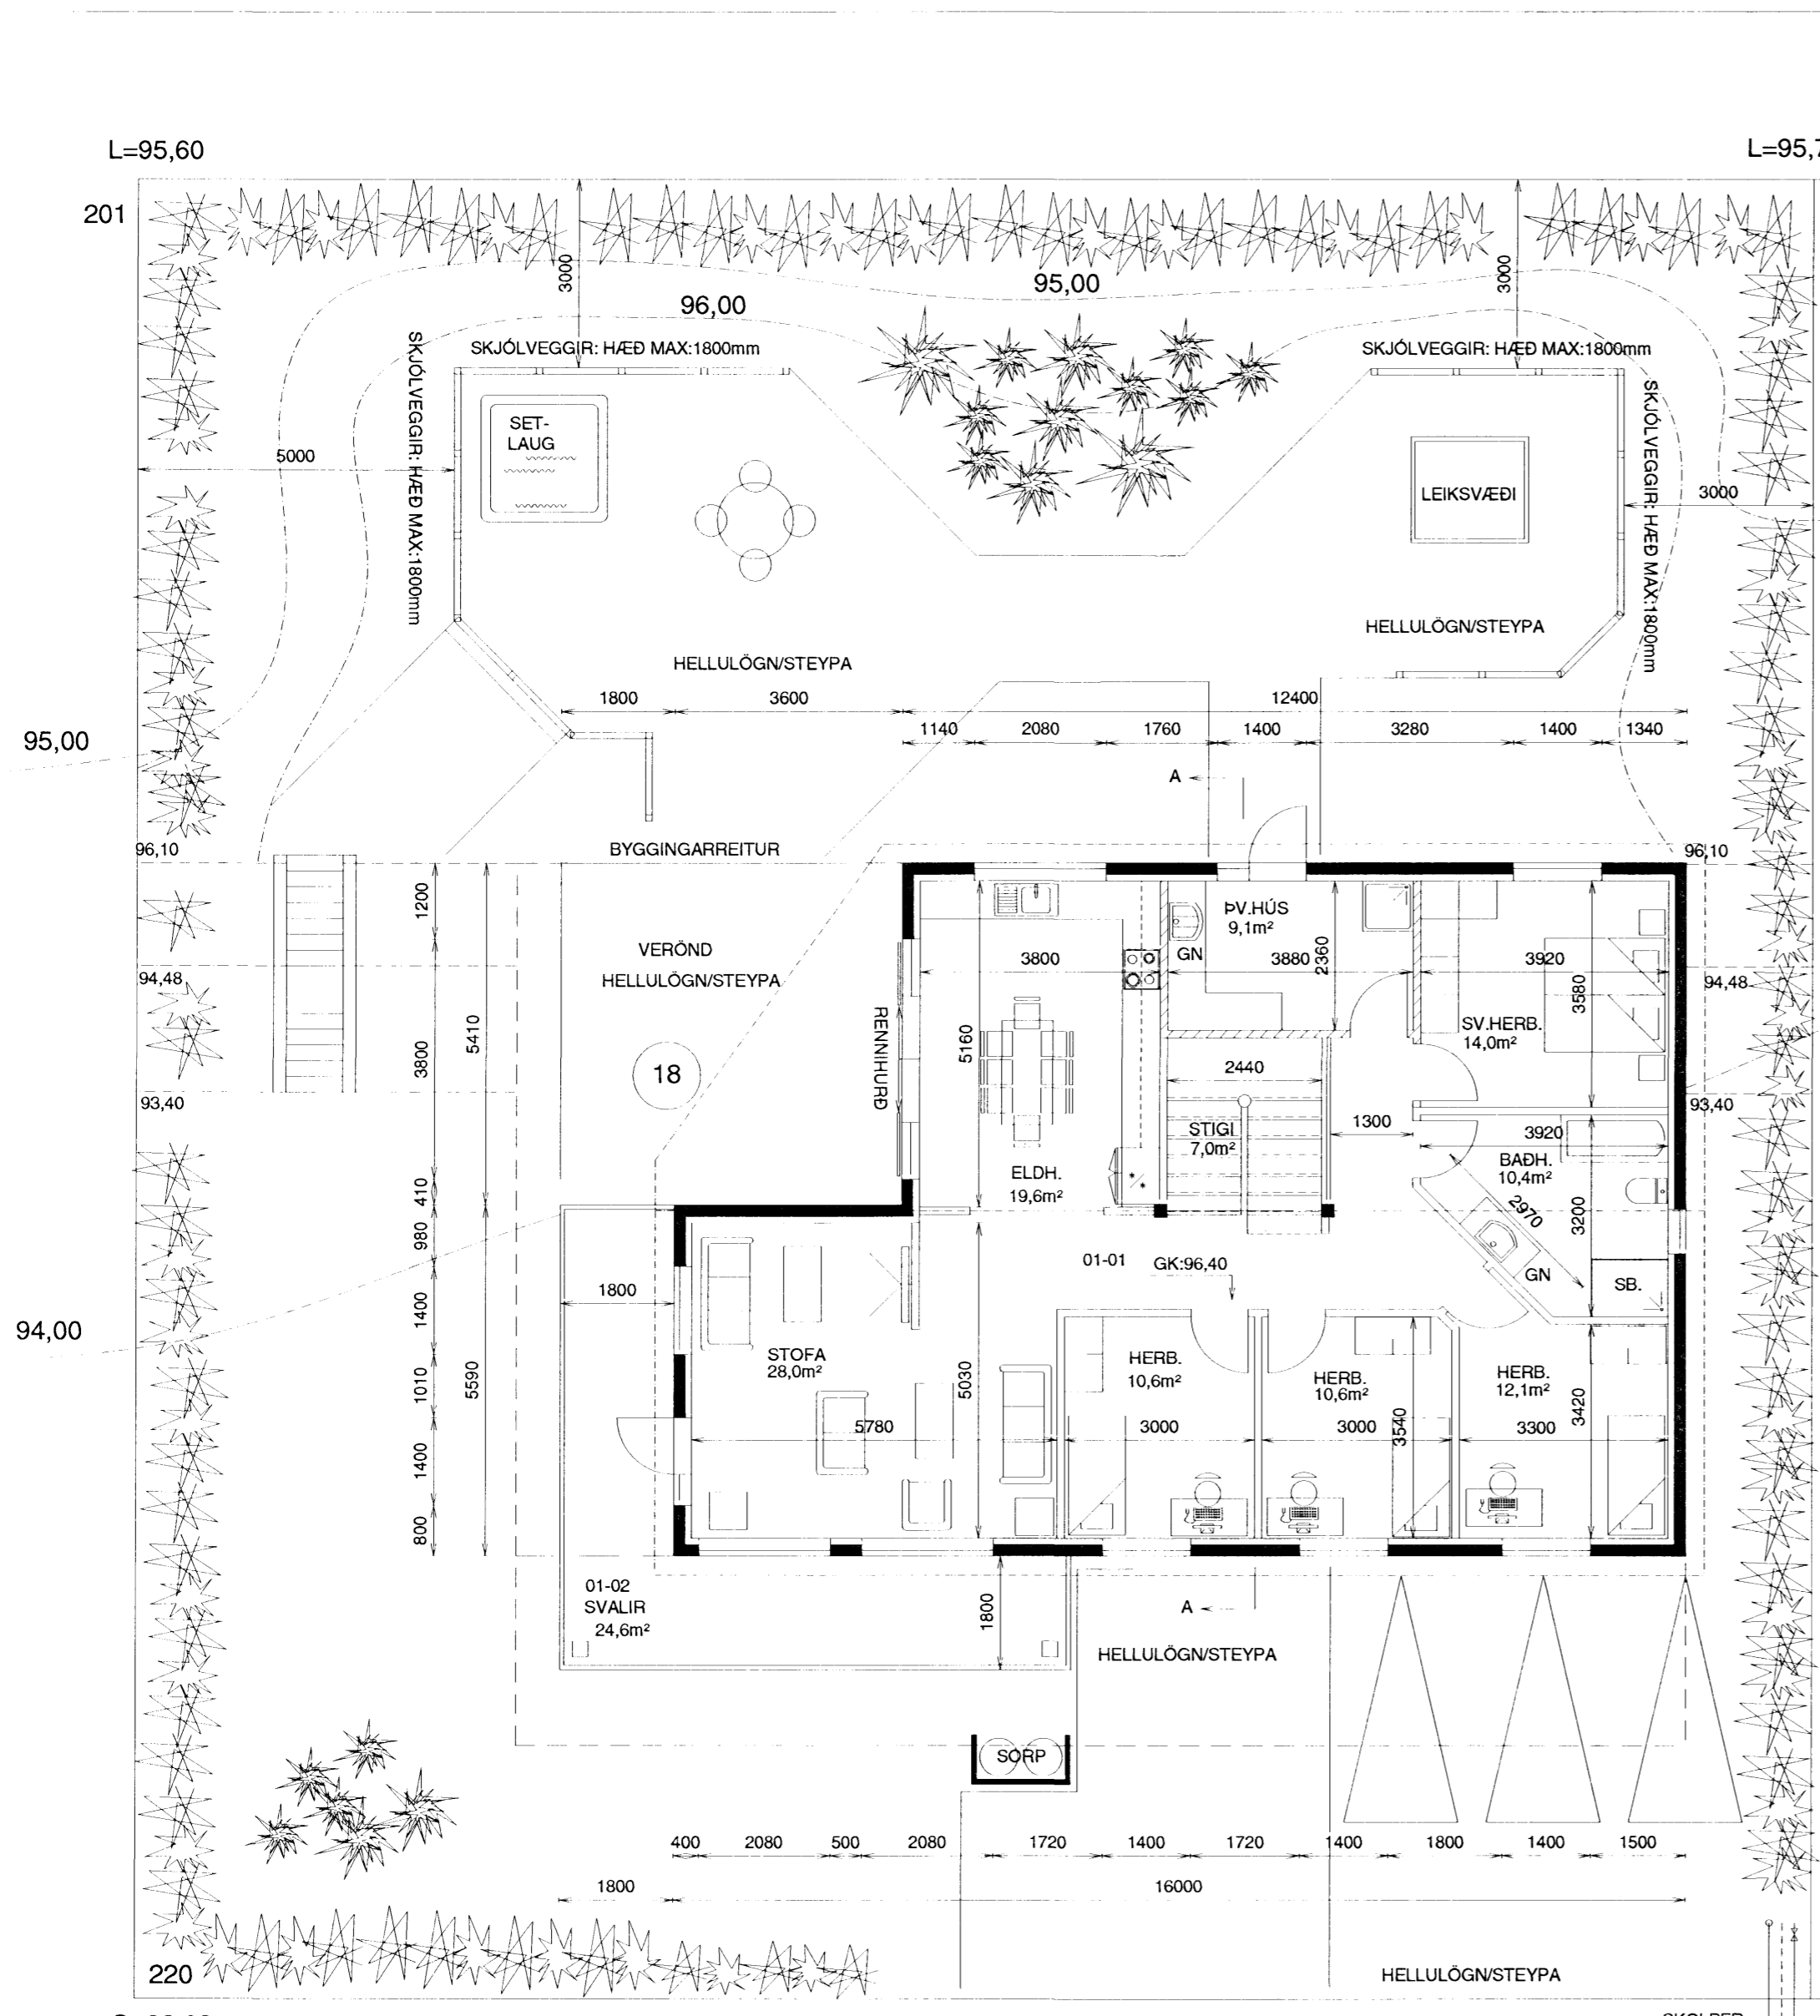 L=95,60
L=95,7
201
3000
3000
95,00
96,00
SKJÓLVEGGIR: HÆÐ MAX:1800mm
SKJÓLVEGGIR: HÆÐ MAX:1800mm
SKJÓLVEGGIR: HÆÐ MAX:1800mm
SKJÓLVEGGIR: HÆÐ MAX:1800mm
SET-
LAUG
5000
LEIKSVÆÐI
3000
HELLULÖGN/STEYPA
HELLULÖGN/STEYPA
1800
3600
12400
95,00
1140
2080
1760
1400
3280
1400
1340
A
96,10
BYGGINGARREITUR
96,10
1200
VERÖND
HELLULÖGN/STEYPA
ÞV.HÚS
9,1m²
GN
3800
3880
2360
3920
3580
94,48
94,48
5410
3800
RENNIHURÐ
5160
SV.HERB.
14,0m²
18
2440
93,40
93,40
STIGI
7,0m²
1300
3920
BAÐH.
10,4m²
ELDH.
19,6m²
410
980
2970
3200
01-01
GK:96,40
GN
SB.
1800
1400
94,00
STOFA
28,0m²
1010
5590
5030
HERB.
10,6m²
HERB.
10,6m²
HERB.
12,1m²
3420
5780
3000
3000
3540
3300
1400
800
01-02
SVALIR
24,6m²
1800
A
HELLULÖGN/STEYPA
SORP
400
2080
500
2080
1720
1400
1720
1400
1800
1400
1500
1800
16000
220
HELLULÖGN/STEYPA